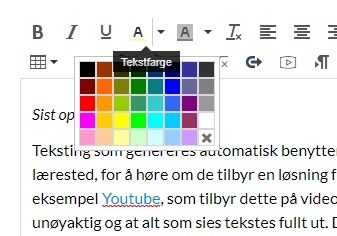 B I U A A Tx
Tekstfarge
Sist op
Teksting som genereres automatisk benytte
lærested, for å høre om de tilbyr en løsning f
eksempel Youtube, som tilbyr dette på video
unøyaktig og at alt som sies tekstes fullt ut. D